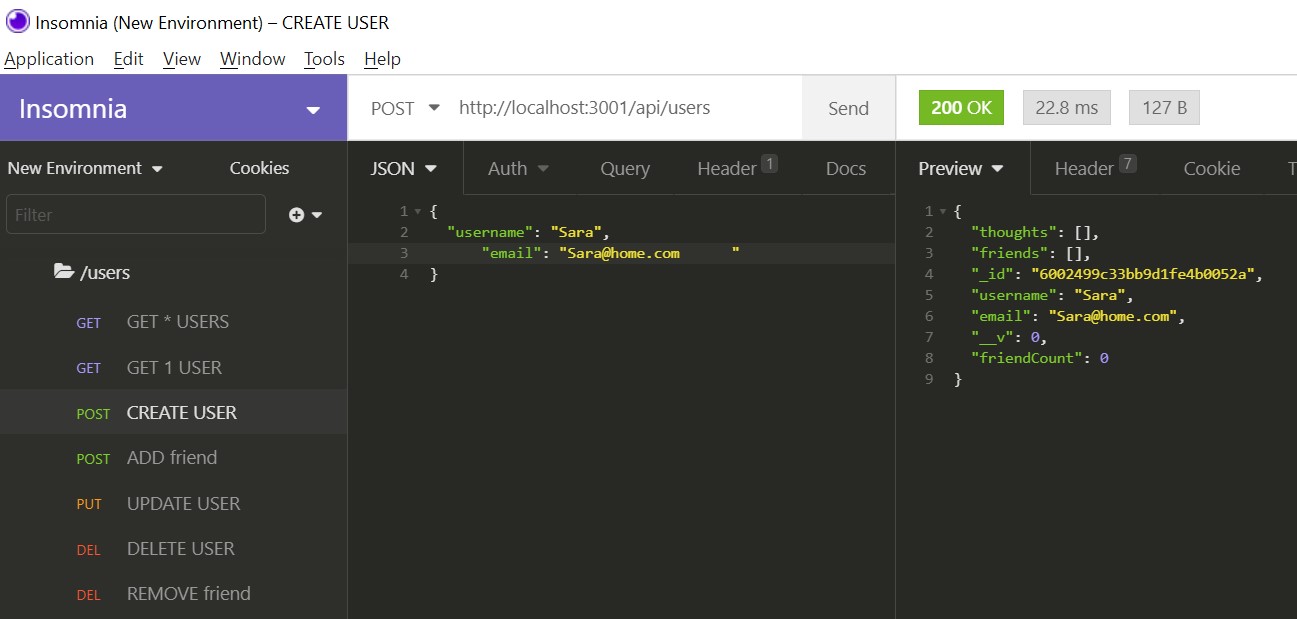 Insomnia (New Environment) – CREATE USER
Application Edit View Window Tools Help
Insomnia
POST http://localhost:3001/api/users Send
200 OK 22.8 ms 127 B
New Environment Cookies
JSON Auth Query Header 1 Docs
Preview Header 7 Cookie T
Filter
/users
GET GET * USERS
GET GET 1 USER
POST CREATE USER
POST ADD friend
PUT UPDATE USER
DEL DELETE USER
DEL REMOVE friend
1 {
2 "username": "Sara",
3 "email": "Sara@home.com      "
4 }
1 {
2 "thoughts": [],
3 "friends": [],
4 "_id": "6002499c33bb9d1fe4b0052a",
5 "username": "Sara",
6 "email": "Sara@home.com",
7 "__v": 0,
8 "friendCount": 0
9 }